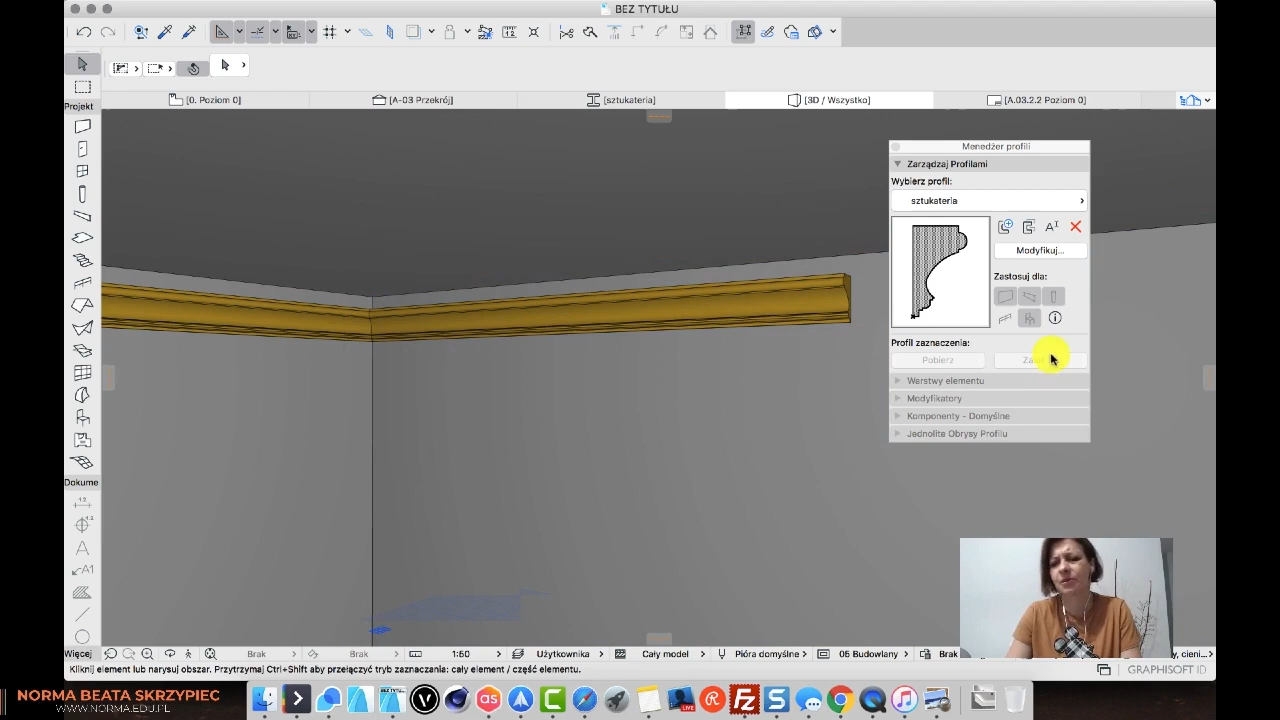 BEZ TYTUŁU
Projekt
[0. Poziom 0]
[A-03 Przekrój]
[sztukateria]
[3D / Wszystko]
[A.03.2.2 Poziom 0]
Menedżer profili
Zarządzaj Profilami
Wybierz profil:
sztukateria
Modyfikuj...
Zastosuj dla:
Profil zaznaczenia:
Pobierz
Warstwy elementu
Modyfikatory
Komponenty - Domyślne
Jednolite Obrysy Profilu
Dokume
Więcej
Brak
Brak
1:50
Użytkownika
Cały model
Pióra domyślne
05 Budowlany
Brak
y, cieni...
Kliknij element lub narysuj obszar. Przytrzymaj Ctrl+Shift aby przełączyć tryb zaznaczania: cały element / część elementu.
GRAPHISOFT ID
NORMA BEATA SKRZYPIEC
WWW.NORMA.EDU.PL